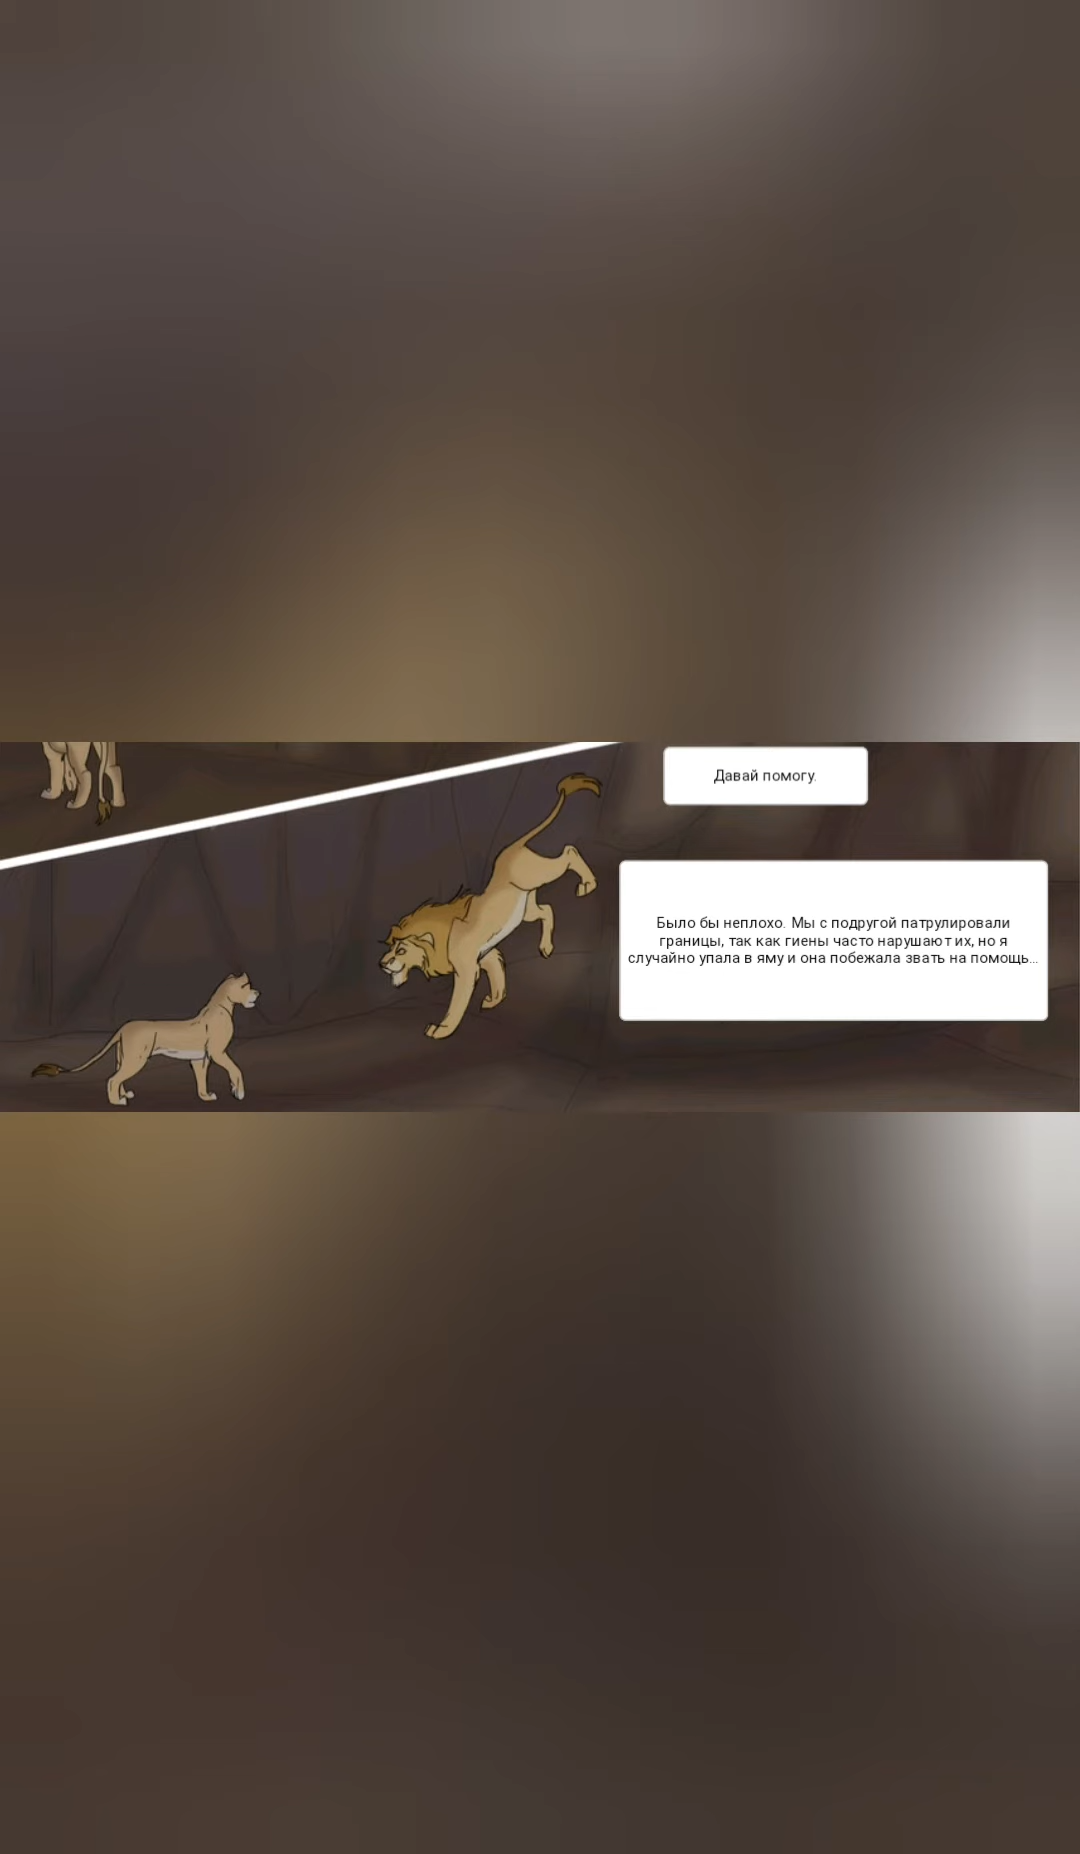 Давай помогу.
Было бы неплохо. Мы с подругой патрулировали
границы, так как гиены часто нарушают их, но я
случайно упала в яму и она побежала звать на помощь...